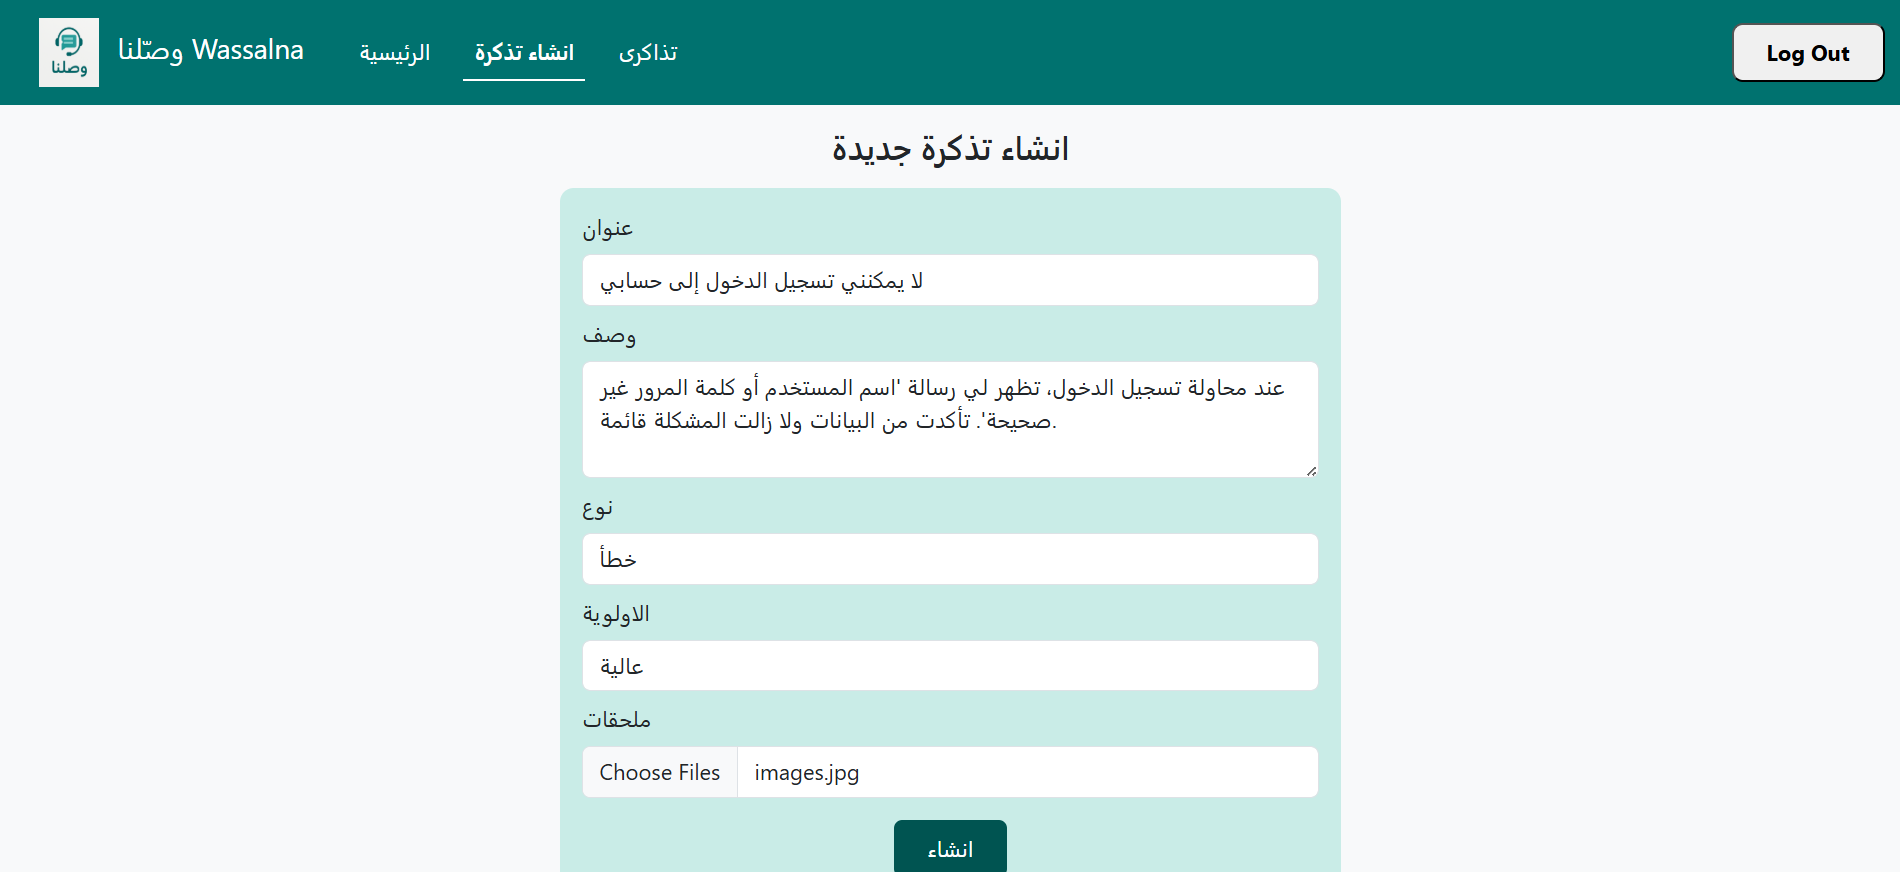 وصلنا
وصّلنا Wassalna
الرئيسية
انشاء تذكرة
تذاكرى
Log Out
انشاء تذكرة جديدة
عنوان
لا يمكنني تسجيل الدخول إلى حسابي
وصف
عند محاولة تسجيل الدخول، تظهر لي رسالة 'اسم المستخدم أو كلمة المرور غير
صحيحة'. تأكدت من البيانات ولا زالت المشكلة قائمة.
نوع
خطأ
الاولوية
عالية
ملحقات
Choose Files images.jpg
انشاء